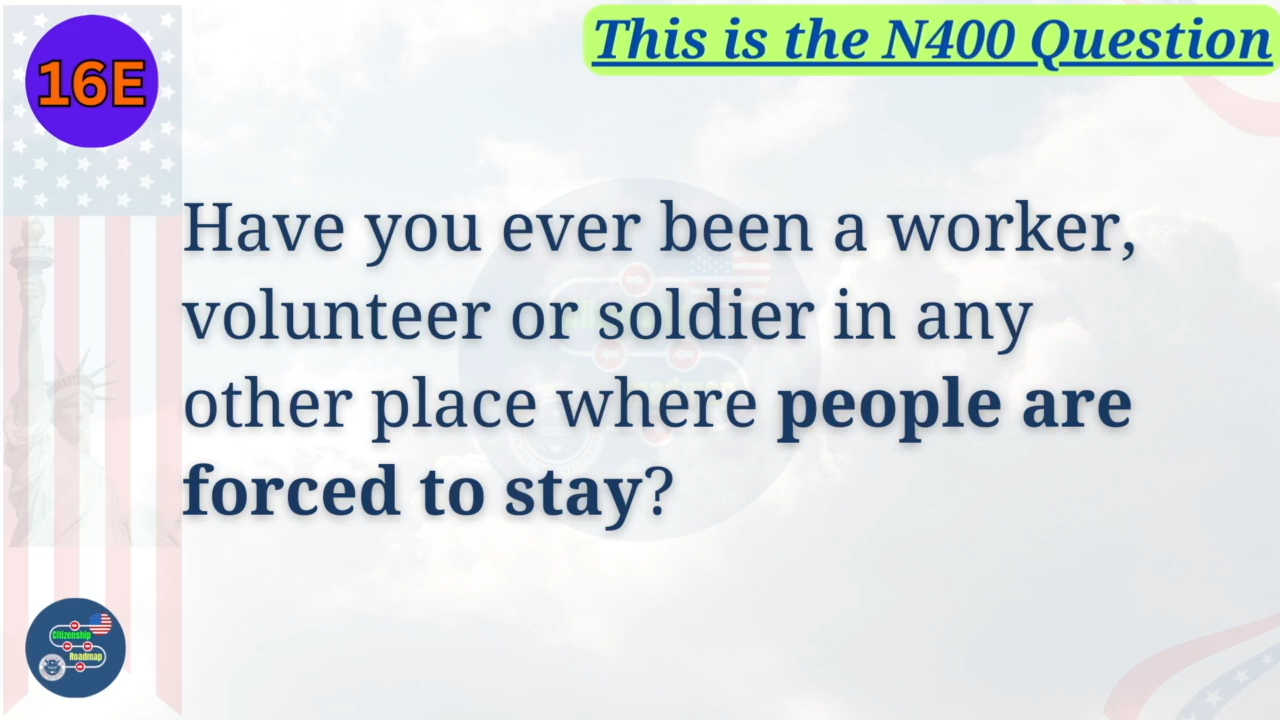 16E
This is the N400 Question
Have you ever been a worker,
volunteer or soldier in any
other place where people are
forced to stay?
Citizenship
Roadmap